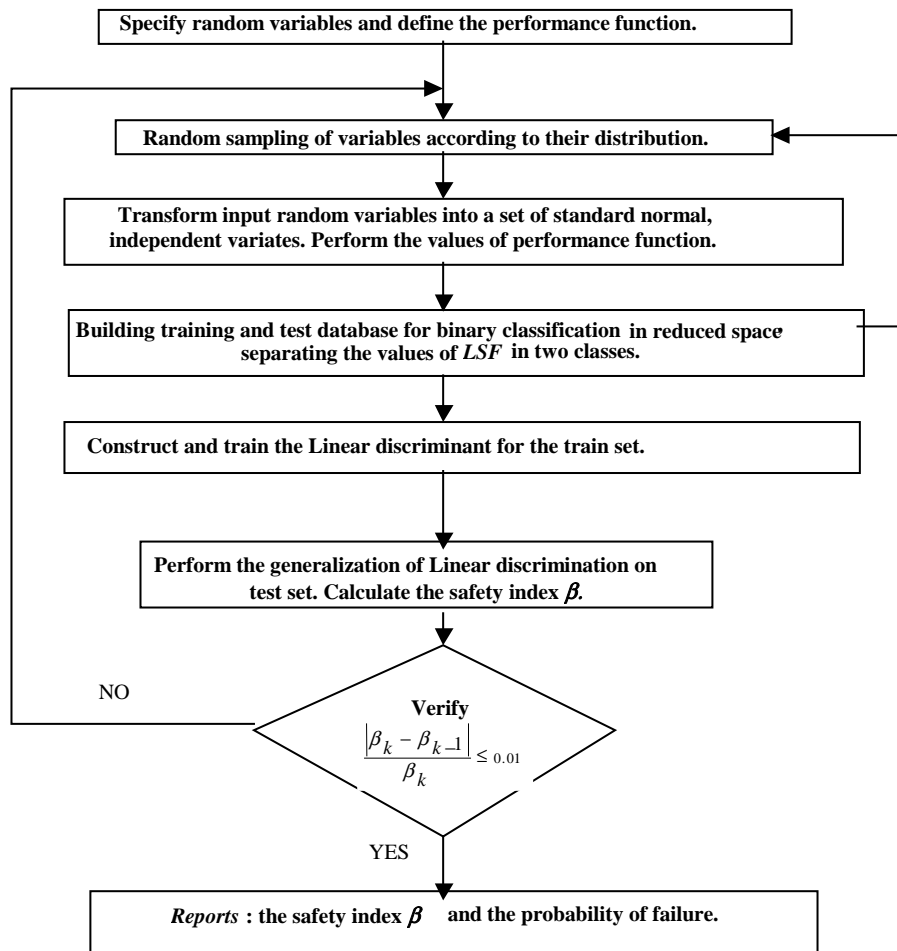 Specify random variables and define the performance function.
Random sampling of variables according to their distribution.
Transform input random variables into a set of standard normal,
independent variates. Perform the values of performance function.
Building training and test database for binary classification in reduced space,
separating the values of LSF in two classes.
Construct and train the Linear discriminant for the train set.
Perform the generalization of Linear discrimination on
test set. Calculate the safety index β.
NO
Verify
|β_k − β_{k−1}| / β_k ≤ 0.01
YES
Reports : the safety index β and the probability of failure.